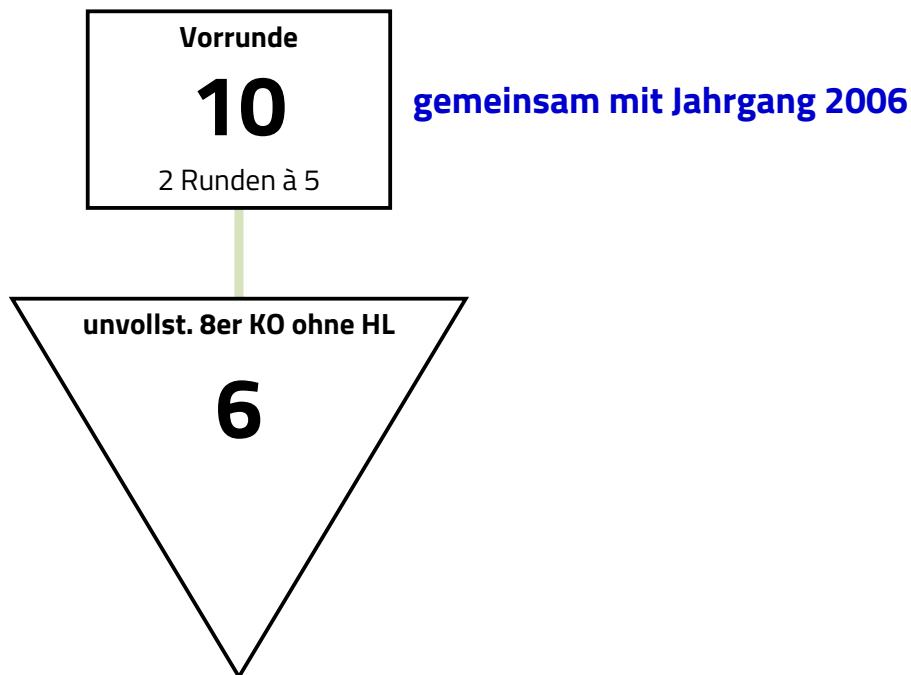 Vorrunde
10
gemeinsam mit Jahrgang 2006
2 Runden à 5
unvollst. 8er KO ohne HL
6